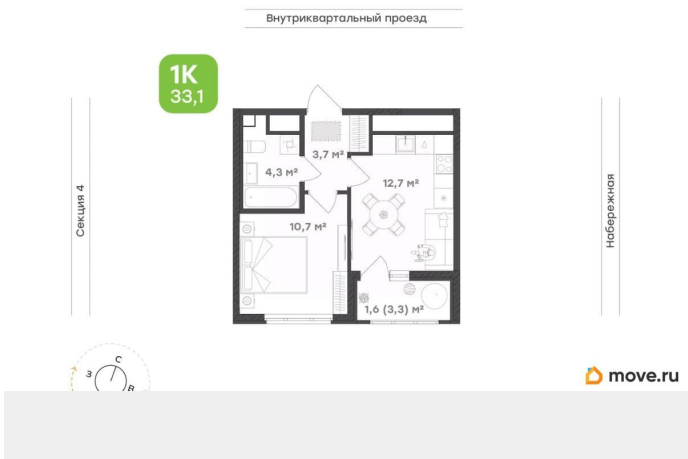 Внутриквартальный проезд
1К
33,1
Секция 4
Набережная
3,7 м²
4,3 м²
12,7 м²
10,7 м²
1,6 (3,3) м²
С
З
В
move.ru